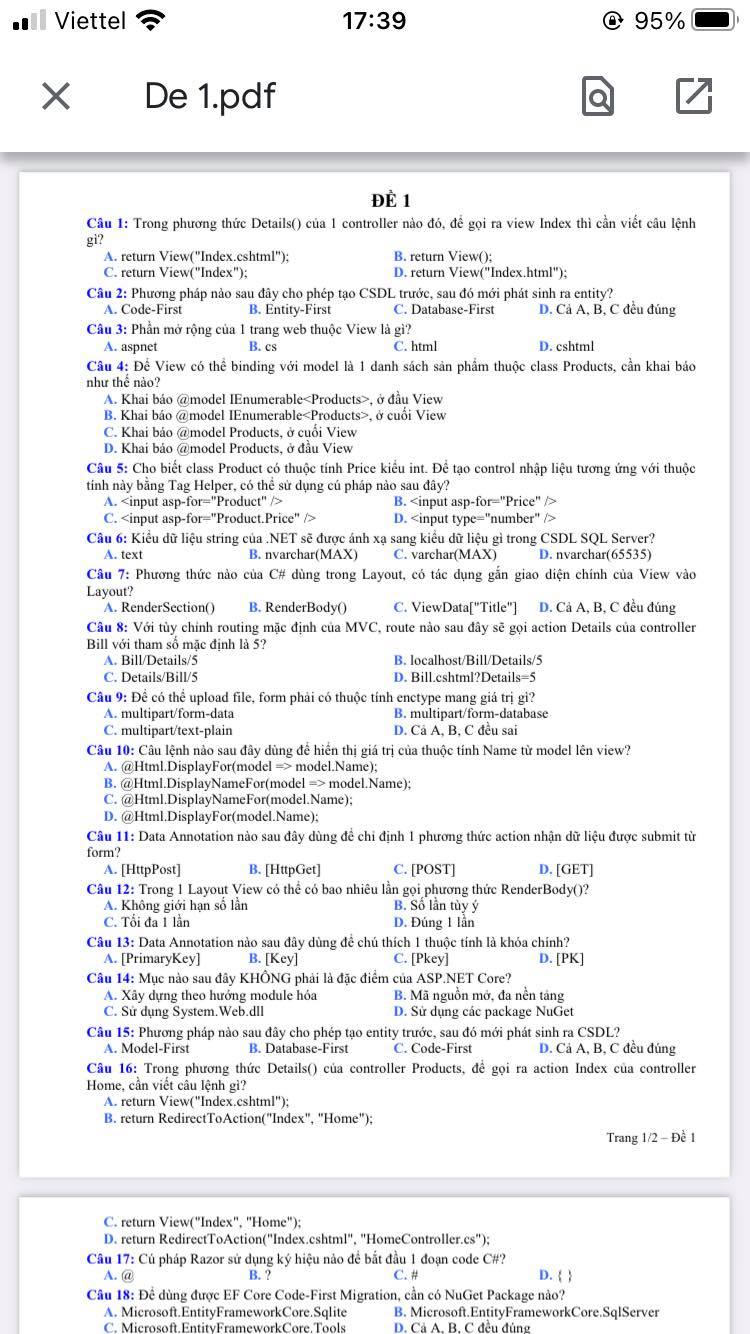 Viettel 17:39 95%
De 1.pdf
ĐỀ 1
Câu 1: Trong phương thức Details() của 1 controller nào đó, để gọi ra view Index thì cần viết câu lệnh
gì?
A. return View("Index.cshtml"); B. return View();
C. return View("Index"); D. return View("Index.html");
Câu 2: Phương pháp nào sau đây cho phép tạo CSDL trước, sau đó mới phát sinh ra entity?
A. Code-First B. Entity-First C. Database-First D. Cả A, B, C đều đúng
Câu 3: Phần mở rộng của 1 trang web thuộc View là gì?
A. aspnet B. cs C. html D. cshtml
Câu 4: Để View có thể binding với model là 1 danh sách sản phẩm thuộc class Products, cần khai báo
như thế nào?
A. Khai báo @model IEnumerable<Products>, ở đầu View
B. Khai báo @model IEnumerable<Products>, ở cuối View
C. Khai báo @model Products, ở cuối View
D. Khai báo @model Products, ở đầu View
Câu 5: Cho biết class Product có thuộc tính Price kiểu int. Để tạo control nhập liệu tương ứng với thuộc
tính này bằng Tag Helper, có thể sử dụng cú pháp nào sau đây?
A. <input asp-for="Product" /> B. <input asp-for="Price" />
C. <input asp-for="Product.Price" /> D. <input type="number" />
Câu 6: Kiểu dữ liệu string của .NET sẽ được ánh xạ sang kiểu dữ liệu gì trong CSDL SQL Server?
A. text B. nvarchar(MAX) C. varchar(MAX) D. nvarchar(65535)
Câu 7: Phương thức nào của C# dùng trong Layout, có tác dụng gắn giao diện chính của View vào
Layout?
A. RenderSection() B. RenderBody() C. ViewData["Title"] D. Cả A, B, C đều đúng
Câu 8: Với tùy chỉnh routing mặc định của MVC, route nào sau đây sẽ gọi action Details của controller
Bill với tham số mặc định là 5?
A. Bill/Details/5 B. localhost/Bill/Details/5
C. Details/Bill/5 D. Bill.cshtml?Details=5
Câu 9: Để có thể upload file, form phải có thuộc tính enctype mang giá trị gì?
A. multipart/form-data B. multipart/form-database
C. multipart/text-plain D. Cả A, B, C đều sai
Câu 10: Câu lệnh nào sau đây dùng để hiển thị giá trị của thuộc tính Name từ model lên view?
A. @Html.DisplayFor(model => model.Name);
B. @Html.DisplayNameFor(model => model.Name);
C. @Html.DisplayNameFor(model.Name);
D. @Html.DisplayFor(model.Name);
Câu 11: Data Annotation nào sau đây dùng để chỉ định 1 phương thức action nhận dữ liệu được submit từ
form?
A. [HttpPost] B. [HttpGet] C. [POST] D. [GET]
Câu 12: Trong 1 Layout View có thể có bao nhiêu lần gọi phương thức RenderBody()?
A. Không giới hạn số lần B. Số lần tùy ý
C. Tối đa 1 lần D. Đúng 1 lần
Câu 13: Data Annotation nào sau đây dùng để chú thích 1 thuộc tính là khóa chính?
A. [PrimaryKey] B. [Key] C. [Pkey] D. [PK]
Câu 14: Mục nào sau đây KHÔNG phải là đặc điểm của ASP.NET Core?
A. Xây dựng theo hướng module hóa B. Mã nguồn mở, đa nền tảng
C. Sử dụng System.Web.dll D. Sử dụng các package NuGet
Câu 15: Phương pháp nào sau đây cho phép tạo entity trước, sau đó mới phát sinh ra CSDL?
A. Model-First B. Database-First C. Code-First D. Cả A, B, C đều đúng
Câu 16: Trong phương thức Details() của controller Products, để gọi ra action Index của controller
Home, cần viết câu lệnh gì?
A. return View("Index.cshtml");
B. return RedirectToAction("Index", "Home");
Trang 1/2 – Đề 1
C. return View("Index", "Home");
D. return RedirectToAction("Index.cshtml", "HomeController.cs");
Câu 17: Cú pháp Razor sử dụng ký hiệu nào để bắt đầu 1 đoạn code C#?
A. @ B. ? C. # D. { }
Câu 18: Để dùng được EF Core Code-First Migration, cần có NuGet Package nào?
A. Microsoft.EntityFrameworkCore.Sqlite B. Microsoft.EntityFrameworkCore.SqlServer
C. Microsoft.EntityFrameworkCore.Tools D. Cả A, B, C đều đúng